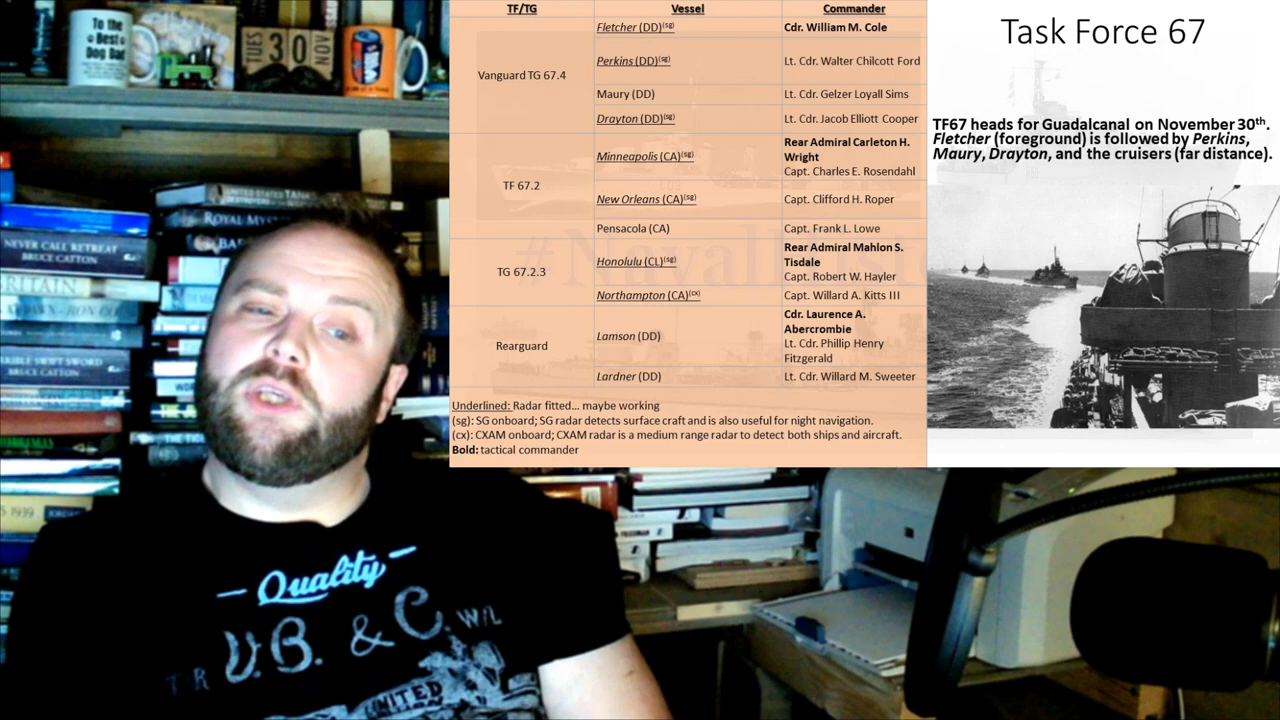 To the
Best
Dog Dad
TUES
30
NOV
NEVER CALL RETREAT
BRUCE CATTON
ROYAL
SWIFT SWORD
BRUCE CATTON
1939
Quality
U.B. & C. W/L
LIMITED
TF/TG Vessel Commander
Vanguard TG 67.4
Fletcher (DD)(sg) Cdr. William M. Cole
Perkins (DD)(sg) Lt. Cdr. Walter Chilcott Ford
Maury (DD) Lt. Cdr. Gelzer Loyall Sims
Drayton (DD)(sg) Lt. Cdr. Jacob Elliott Cooper
TF 67.2
Minneapolis (CA)(sg) Rear Admiral Carleton H.
Wright
Capt. Charles E. Rosendahl
New Orleans (CA)(sg) Capt. Clifford H. Roper
Pensacola (CA) Capt. Frank L. Lowe
TG 67.2.3
Honolulu (CL)(sg) Rear Admiral Mahlon S.
Tisdale
Capt. Robert W. Hayler
Northampton (CA)(cx) Capt. Willard A. Kitts III
Rearguard
Lamson (DD) Cdr. Laurence A.
Abercrombie
Lt. Cdr. Phillip Henry
Fitzgerald
Lardner (DD) Lt. Cdr. Willard M. Sweeter
Underlined: Radar fitted... maybe working
(sg): SG onboard; SG radar detects surface craft and is also useful for night navigation.
(cx): CXAM onboard; CXAM radar is a medium range radar to detect both ships and aircraft.
Bold: tactical commander
Task Force 67
TF67 heads for Guadalcanal on November 30th.
Fletcher (foreground) is followed by Perkins,
Maury, Drayton, and the cruisers (far distance).